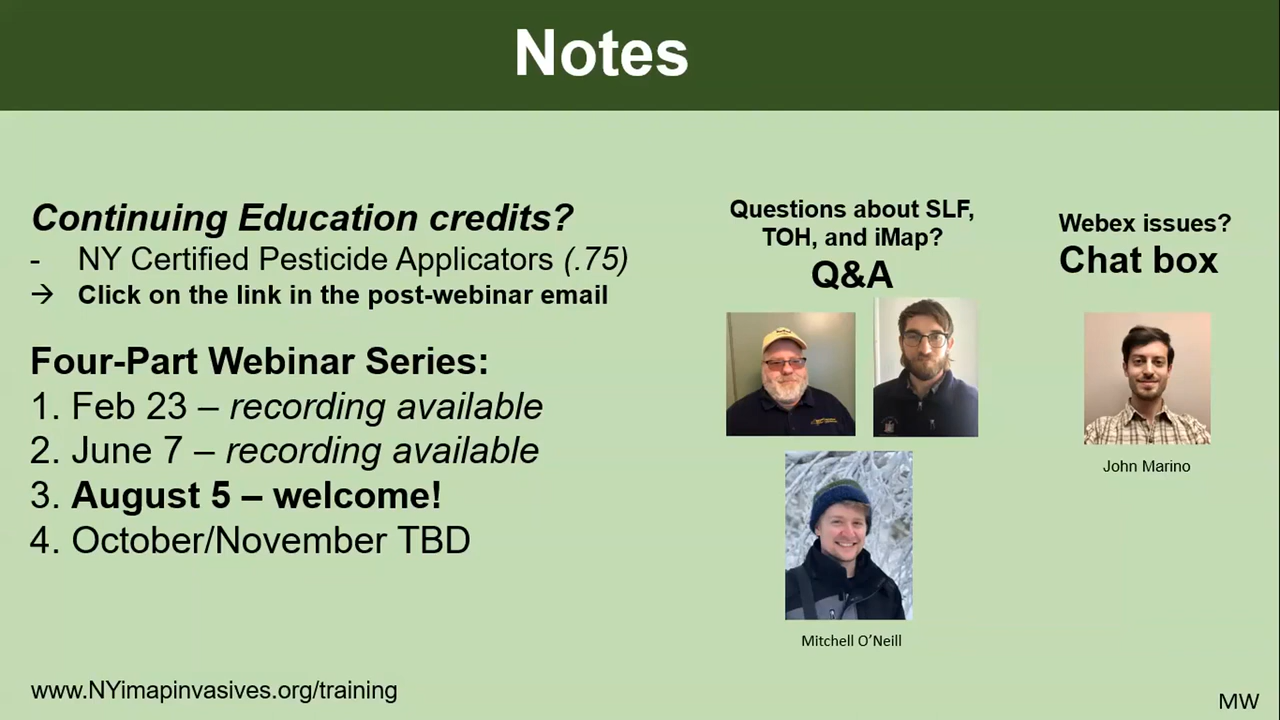 Notes
Continuing Education credits?
- NY Certified Pesticide Applicators (.75)
→ Click on the link in the post-webinar email
Four-Part Webinar Series:
1. Feb 23 – recording available
2. June 7 – recording available
3. August 5 – welcome!
4. October/November TBD
www.NYimapinvasives.org/training
Questions about SLF,
TOH, and iMap?
Q&A
Mitchell O’Neill
Webex issues?
Chat box
John Marino
MW